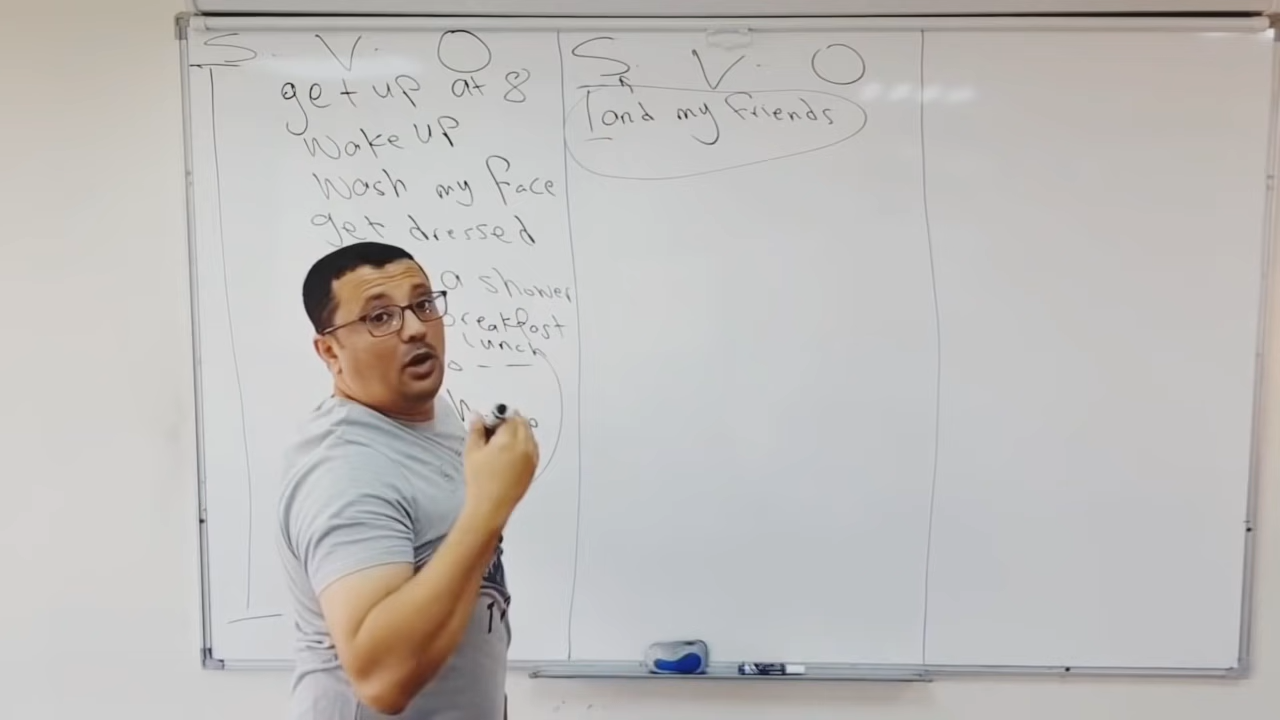 S. V. O
get up at 8
wake up
wash my face
get dressed
a shower
breakfast
lunch
S. V. O
I and my friends